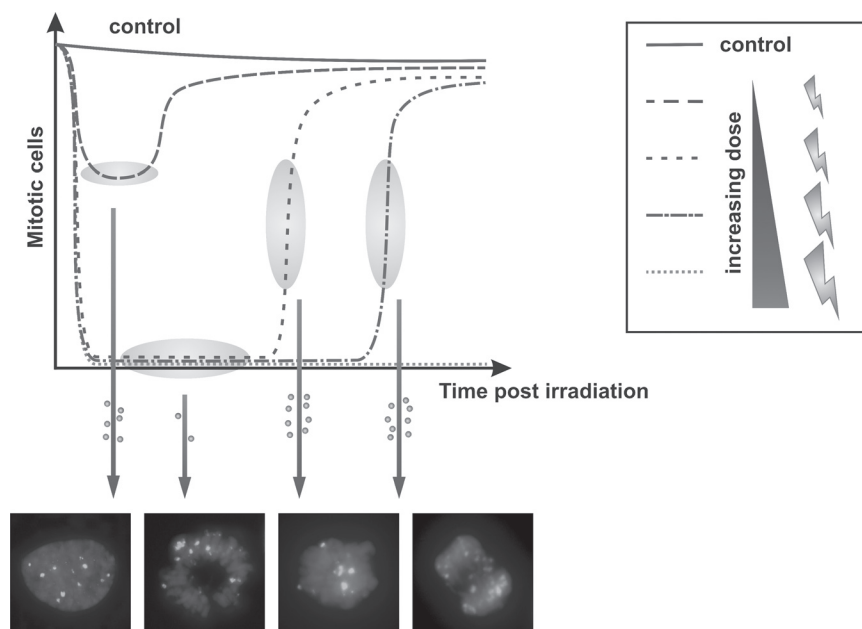 control
Mitotic cells
Time post irradiation
control
increasing dose